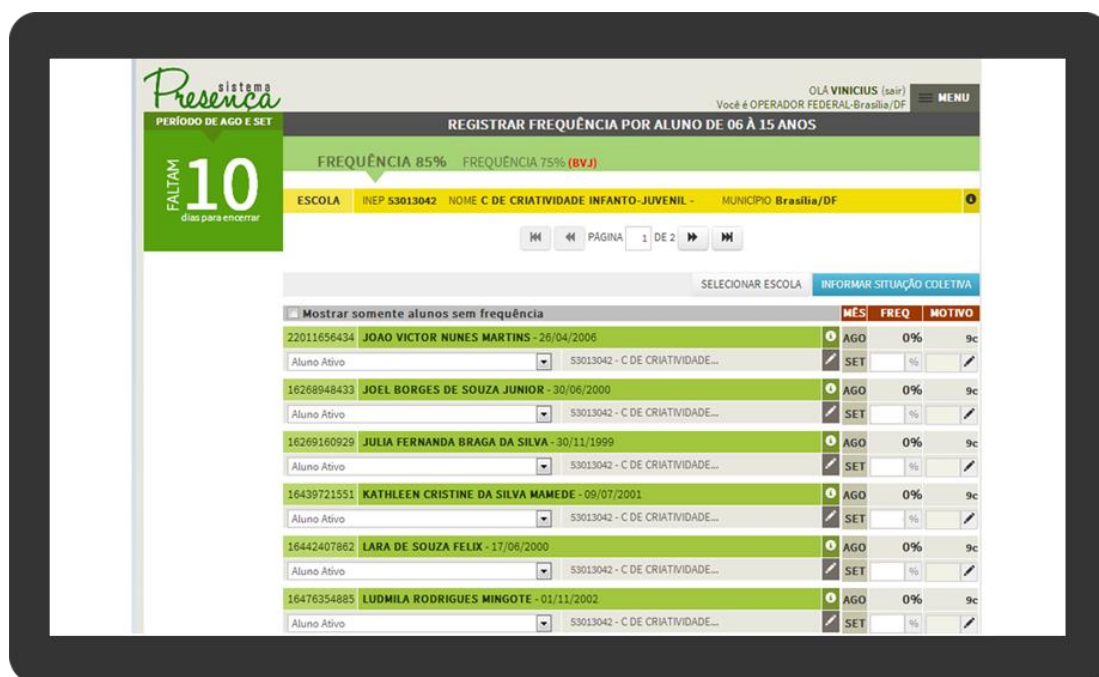 sistema
Presença
OLÁ VINICIUS (sair)
Você é OPERADOR FEDERAL-Brasília/DF
MENU
PERÍODO DE AGO E SET
REGISTRAR FREQUÊNCIA POR ALUNO DE 06 À 15 ANOS
FALTAM
10
dias para encerrar
FREQUÊNCIA 85% FREQUÊNCIA 75% (BVJ)
ESCOLA INEP 53013042 NOME C DE CRIATIVIDADE INFANTO-JUVENIL - MUNICÍPIO Brasília/DF
PÁGINA 1 DE 2
SELECIONAR ESCOLA INFORMAR SITUAÇÃO COLETIVA
Mostrar somente alunos sem frequência MÊS FREQ MOTIVO
22011656434 JOAO VICTOR NUNES MARTINS - 26/04/2006 AGO 0% 9c
Aluno Ativo 53013042 - C DE CRIATIVIDADE... SET %
16268948433 JOEL BORGES DE SOUZA JUNIOR - 30/06/2000 AGO 0% 9c
Aluno Ativo 53013042 - C DE CRIATIVIDADE... SET %
16269160929 JULIA FERNANDA BRAGA DA SILVA - 30/11/1999 AGO 0% 9c
Aluno Ativo 53013042 - C DE CRIATIVIDADE... SET %
16439721551 KATHLEEN CRISTINE DA SILVA MAMEDE - 09/07/2001 AGO 0% 9c
Aluno Ativo 53013042 - C DE CRIATIVIDADE... SET %
16442407862 LARA DE SOUZA FELIX - 17/06/2000 AGO 0% 9c
Aluno Ativo 53013042 - C DE CRIATIVIDADE... SET %
16476354885 LUDMILA RODRIGUES MINGOTE - 01/11/2002 AGO 0% 9c
Aluno Ativo 53013042 - C DE CRIATIVIDADE... SET %